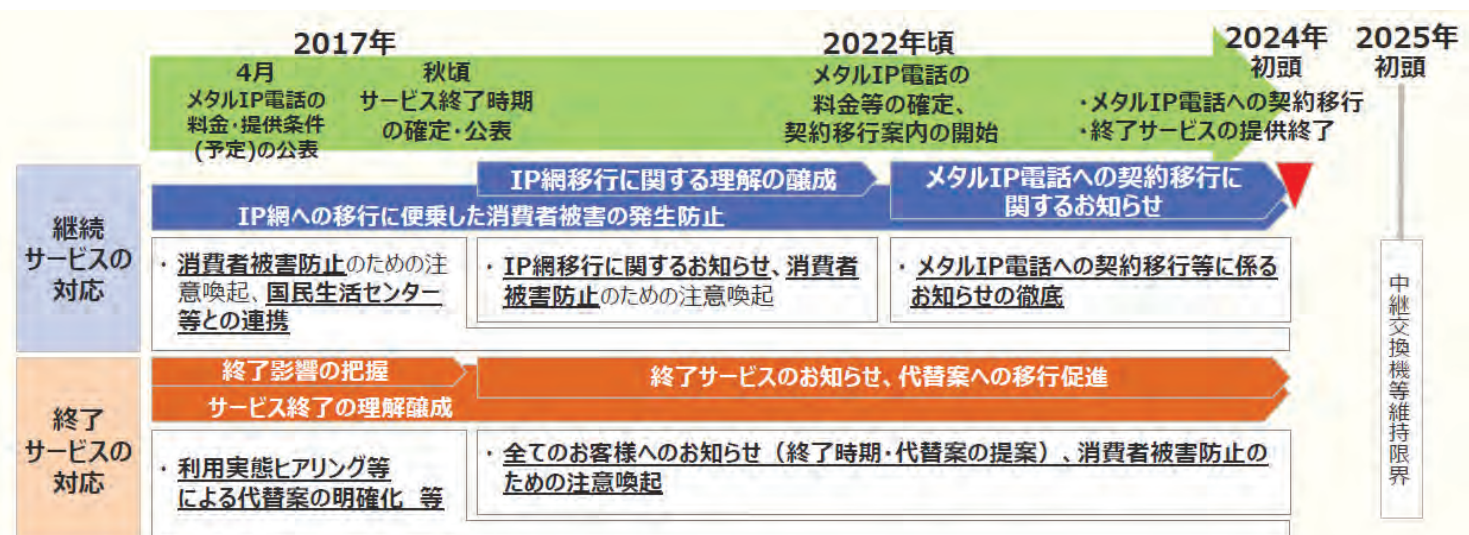 2017年
2022年頃
2024年
初頭
2025年
初頭
4月
メタルIP電話の
料金・提供条件
(予定)の公表
秋頃
サービス終了時期
の確定・公表
メタルIP電話の
料金等の確定、
契約移行案内の開始
・メタルIP電話への契約移行
・終了サービスの提供終了
継続
サービスの
対応
IP網移行に関する理解の醸成
IP網への移行に便乗した消費者被害の発生防止
メタルIP電話への契約移行に
関するお知らせ
・消費者被害防止のための注
意喚起、国民生活センター
等との連携
・IP網移行に関するお知らせ、消費者
被害防止のための注意喚起
・メタルIP電話への契約移行等に係る
お知らせの徹底
終了
サービスの
対応
終了影響の把握
サービス終了の理解醸成
終了サービスのお知らせ、代替案への移行促進
・利用実態ヒアリング等
による代替案の明確化 等
・全てのお客様へのお知らせ（終了時期・代替案の提案）、消費者被害防止の
ための注意喚起
中継交換機等維持限界